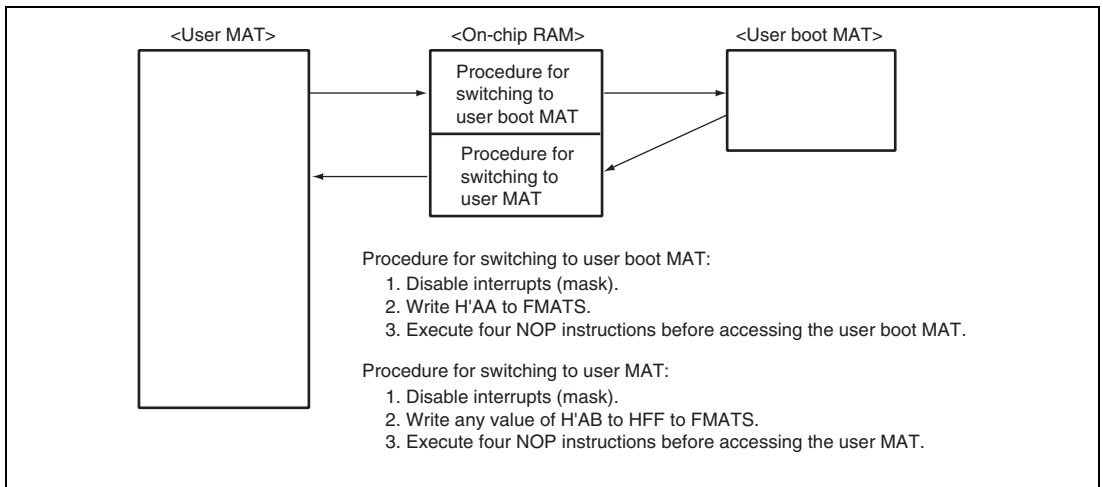 <User MAT>
<On-chip RAM>
<User boot MAT>
Procedure for
switching to
user boot MAT
Procedure for
switching to
user MAT
Procedure for switching to user boot MAT:
1. Disable interrupts (mask).
2. Write H'AA to FMATS.
3. Execute four NOP instructions before accessing the user boot MAT.
Procedure for switching to user MAT:
1. Disable interrupts (mask).
2. Write any value of H'AB to HFF to FMATS.
3. Execute four NOP instructions before accessing the user MAT.